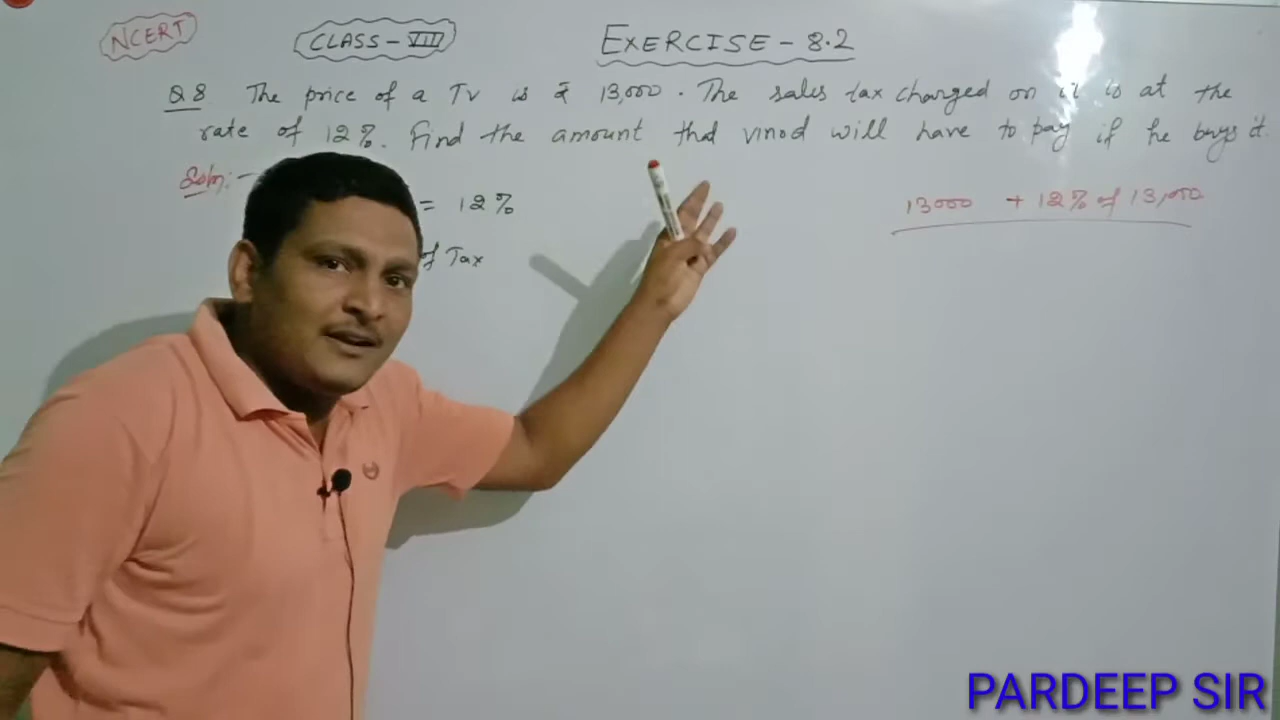 NCERT
CLASS-VIII
EXERCISE-8.2
Q8 The price of a TV is ₹ 13,000. The sales tax charged on it is at the
rate of 12%. Find the amount that vinod will have to pay if he buys it.
Soln:-
= 12%
13000 + 12% of 13,000
of Tax
PARDEEP SIR